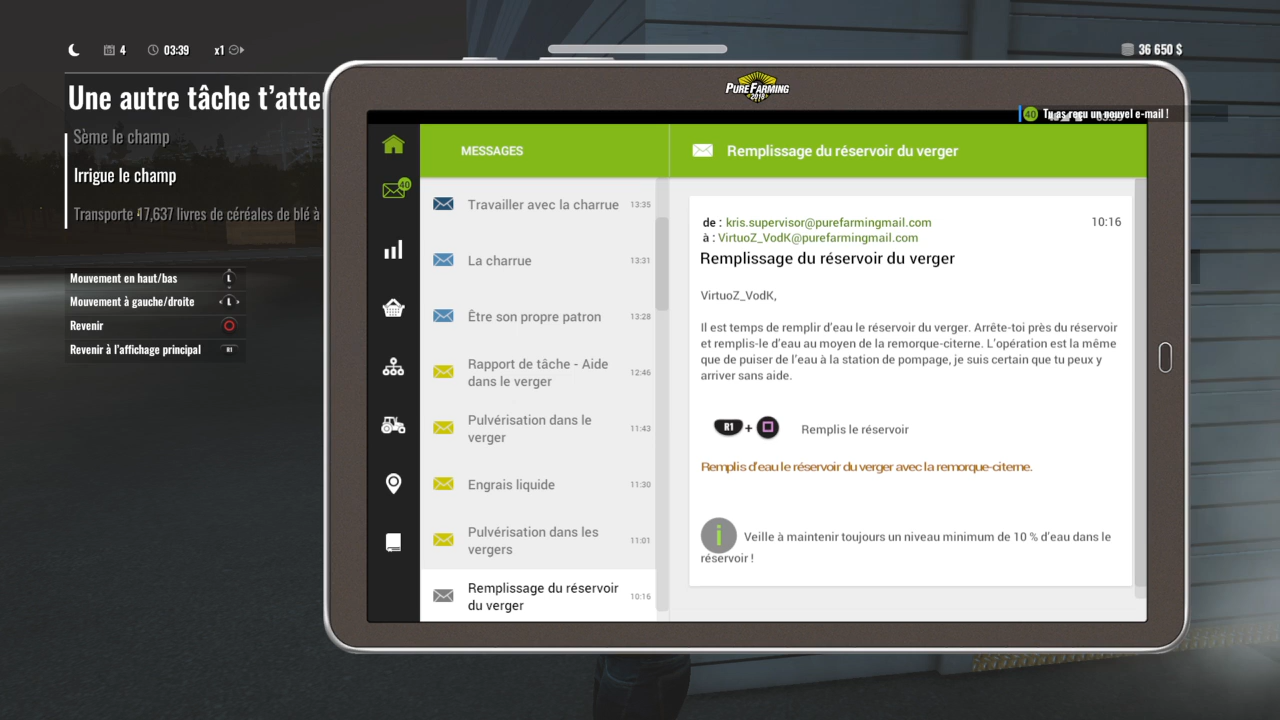 4 03:39 x1
36 650 $
Une autre tâche t'atte
Sème le champ
Irrigue le champ
Transporte 17,637 livres de céréales de blé à
Mouvement en haut/bas L
Mouvement à gauche/droite L
Revenir
Revenir à l'affichage principal R1
PURE FARMING
2018
40 Tu as reçu un nouvel e-mail !
40
MESSAGES
Travailler avec la charrue 13:35
La charrue 13:31
Être son propre patron 13:28
Rapport de tâche - Aide
dans le verger 12:46
Pulvérisation dans le
verger 11:43
Engrais liquide 11:30
Pulvérisation dans les
vergers 11:01
Remplissage du réservoir
du verger 10:16
Remplissage du réservoir du verger
de : kris.supervisor@purefarmingmail.com 10:16
à : VirtuoZ_VodK@purefarmingmail.com
Remplissage du réservoir du verger
VirtuoZ_VodK,
Il est temps de remplir d'eau le réservoir du verger. Arrête-toi près du réservoir
et remplis-le d'eau au moyen de la remorque-citerne. L'opération est la même
que de puiser de l'eau à la station de pompage, je suis certain que tu peux y
arriver sans aide.
R1 + Remplis le réservoir
Remplis d'eau le réservoir du verger avec la remorque-citerne.
i Veille à maintenir toujours un niveau minimum de 10 % d'eau dans le
réservoir !